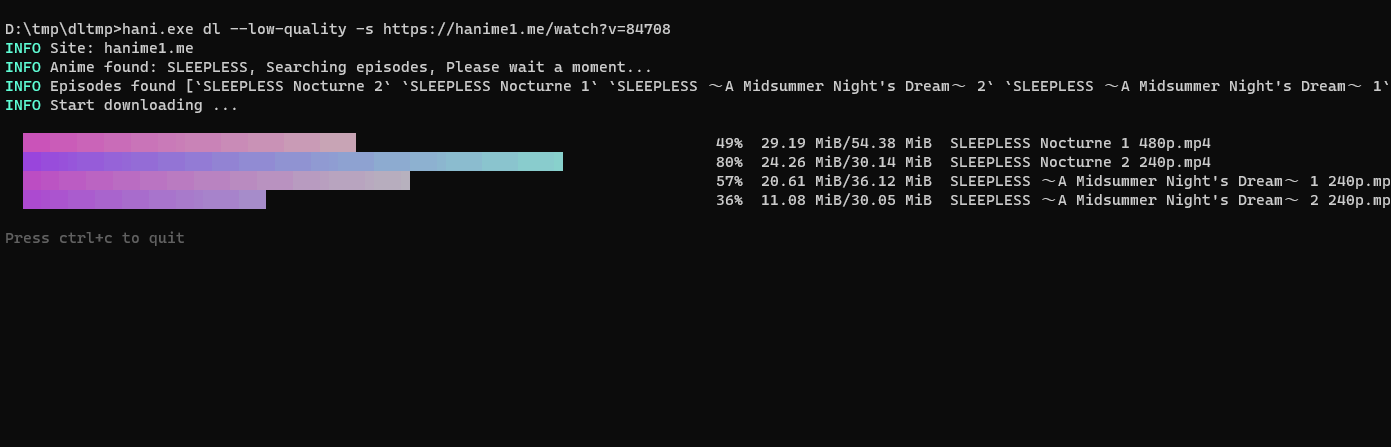 D:\tmp\dltmp>hani.exe dl --low-quality -s https://hanime1.me/watch?v=84708
INFO Site: hanime1.me
INFO Anime found: SLEEPLESS, Searching episodes, Please wait a moment...
INFO Episodes found [`SLEEPLESS Nocturne 2` `SLEEPLESS Nocturne 1` `SLEEPLESS ～A Midsummer Night's Dream～ 2` `SLEEPLESS ～A Midsummer Night's Dream～ 1`
INFO Start downloading ...
49% 29.19 MiB/54.38 MiB SLEEPLESS Nocturne 1 480p.mp4
80% 24.26 MiB/30.14 MiB SLEEPLESS Nocturne 2 240p.mp4
57% 20.61 MiB/36.12 MiB SLEEPLESS ～A Midsummer Night's Dream～ 1 240p.mp
36% 11.08 MiB/30.05 MiB SLEEPLESS ～A Midsummer Night's Dream～ 2 240p.mp
Press ctrl+c to quit